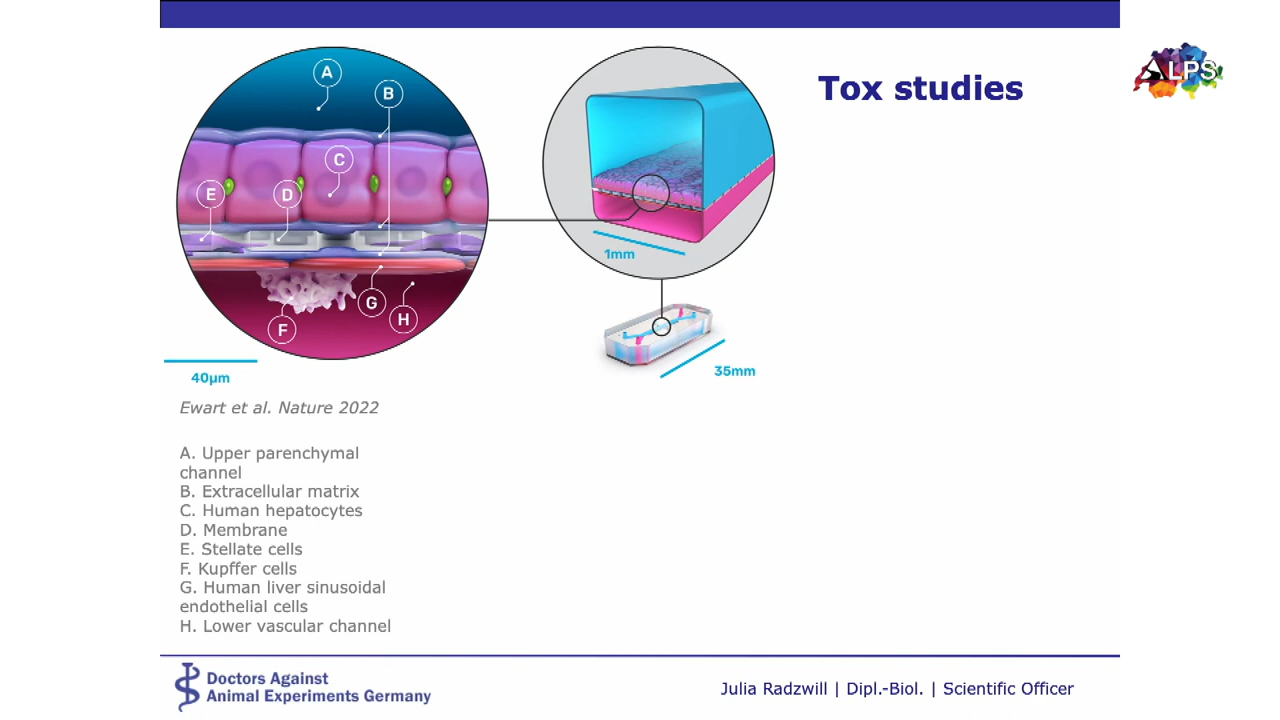 Tox studies
ALPS
A
B
C
D
E
F
G
H
1mm
35mm
40µm
Ewart et al. Nature 2022
A. Upper parenchymal
channel
B. Extracellular matrix
C. Human hepatocytes
D. Membrane
E. Stellate cells
F. Kupffer cells
G. Human liver sinusoidal
endothelial cells
H. Lower vascular channel
Doctors Against
Animal Experiments Germany
Julia Radzwill | Dipl.-Biol. | Scientific Officer